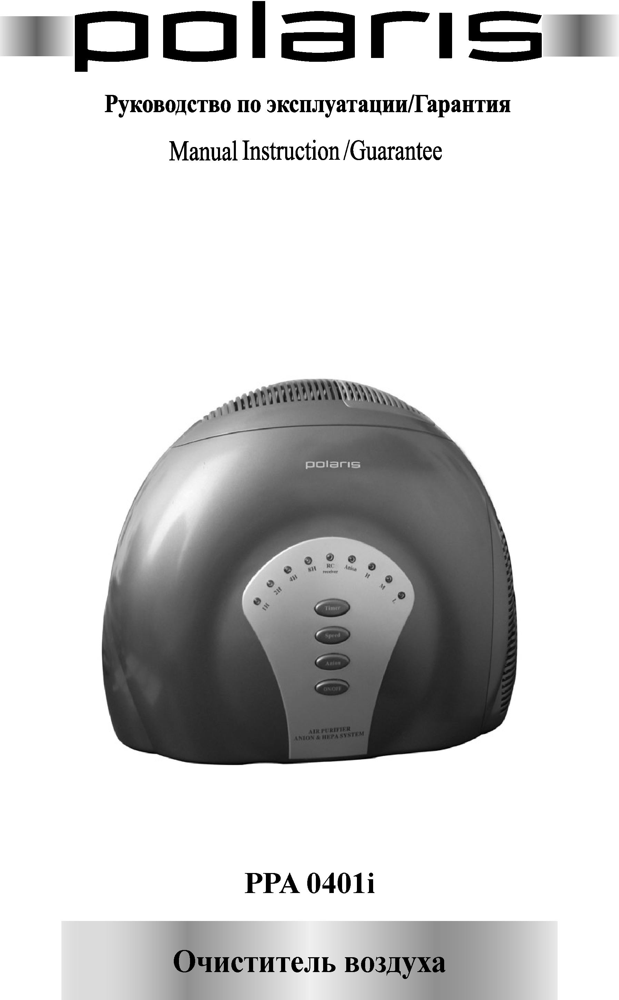 polaris
Руководство по эксплуатации/Гарантия
Manual Instruction /Guarantee
polaris
1H 2H 4H 8H RC receiver Anion H M L
Timer
Speed
Anion
ON/OFF
AIR PURIFIER
ANION & HEPA SYSTEM
PPA 0401i
Очиститель воздуха